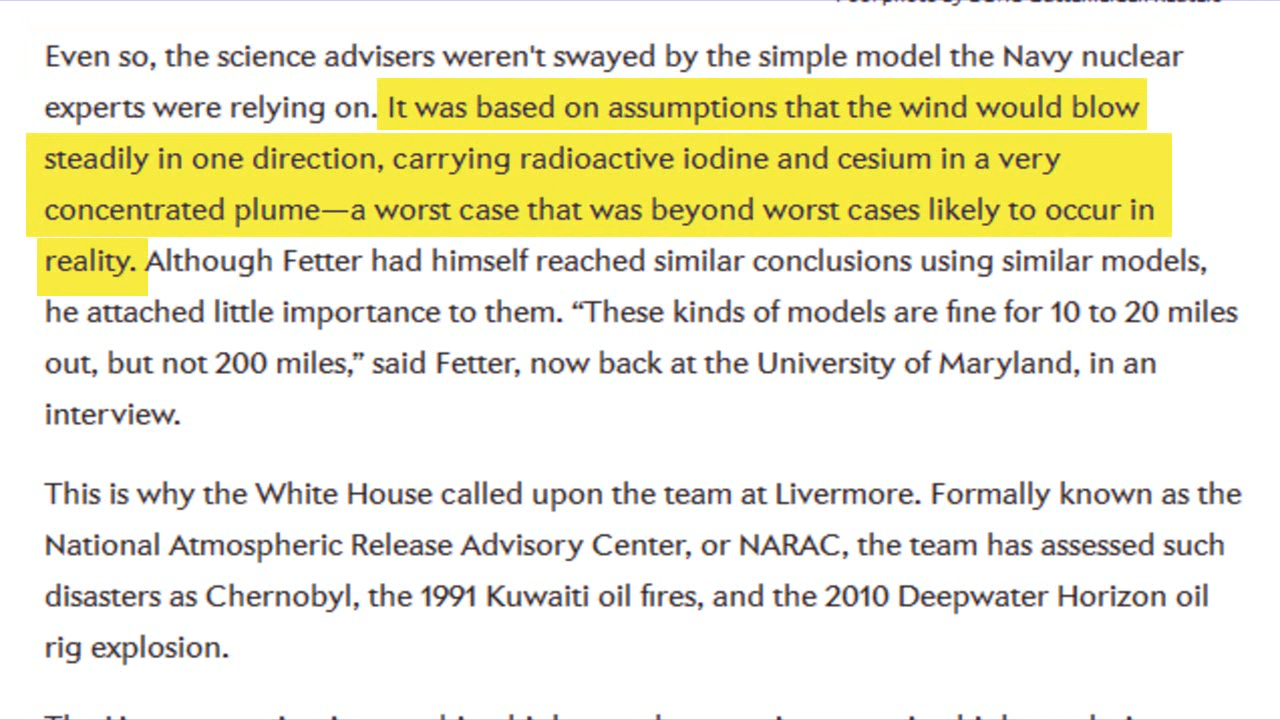 Even so, the science advisers weren't swayed by the simple model the Navy nuclear
experts were relying on. It was based on assumptions that the wind would blow
steadily in one direction, carrying radioactive iodine and cesium in a very
concentrated plume—a worst case that was beyond worst cases likely to occur in
reality. Although Fetter had himself reached similar conclusions using similar models,
he attached little importance to them. “These kinds of models are fine for 10 to 20 miles
out, but not 200 miles,” said Fetter, now back at the University of Maryland, in an
interview.
This is why the White House called upon the team at Livermore. Formally known as the
National Atmospheric Release Advisory Center, or NARAC, the team has assessed such
disasters as Chernobyl, the 1991 Kuwaiti oil fires, and the 2010 Deepwater Horizon oil
rig explosion.